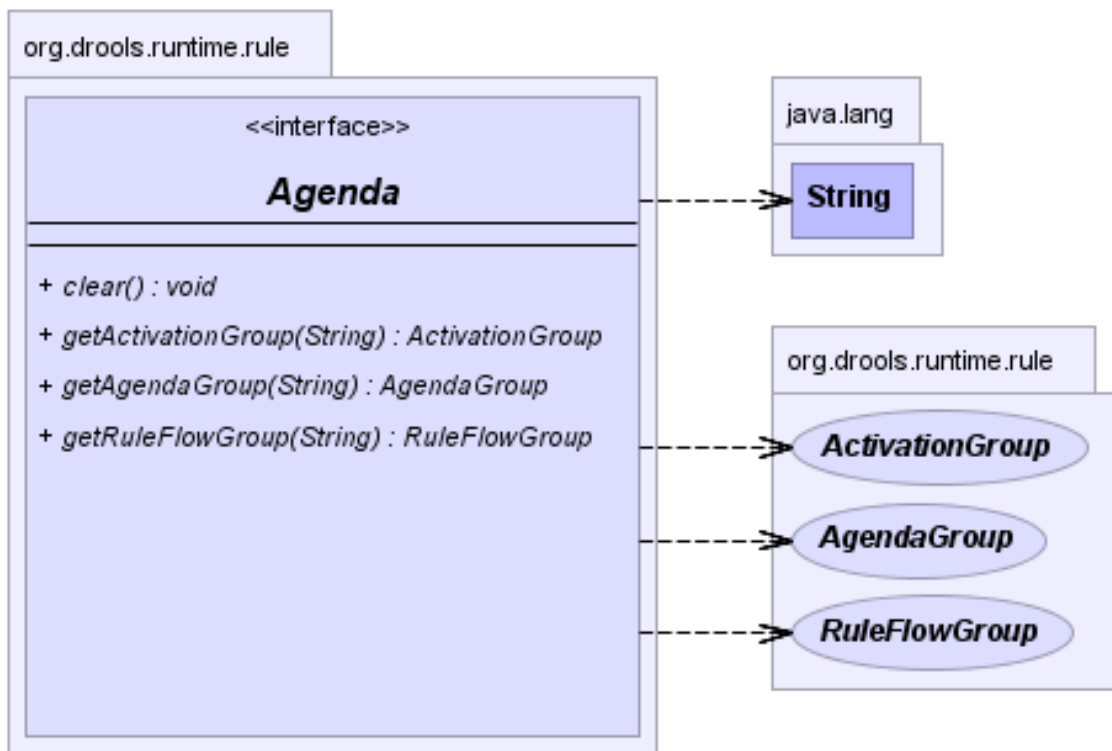 org.drools.runtime.rule
<<interface>>
Agenda
+ clear() : void
+ getActivationGroup(String) : ActivationGroup
+ getAgendaGroup(String) : AgendaGroup
+ getRuleFlowGroup(String) : RuleFlowGroup
java.lang
String
org.drools.runtime.rule
ActivationGroup
AgendaGroup
RuleFlowGroup